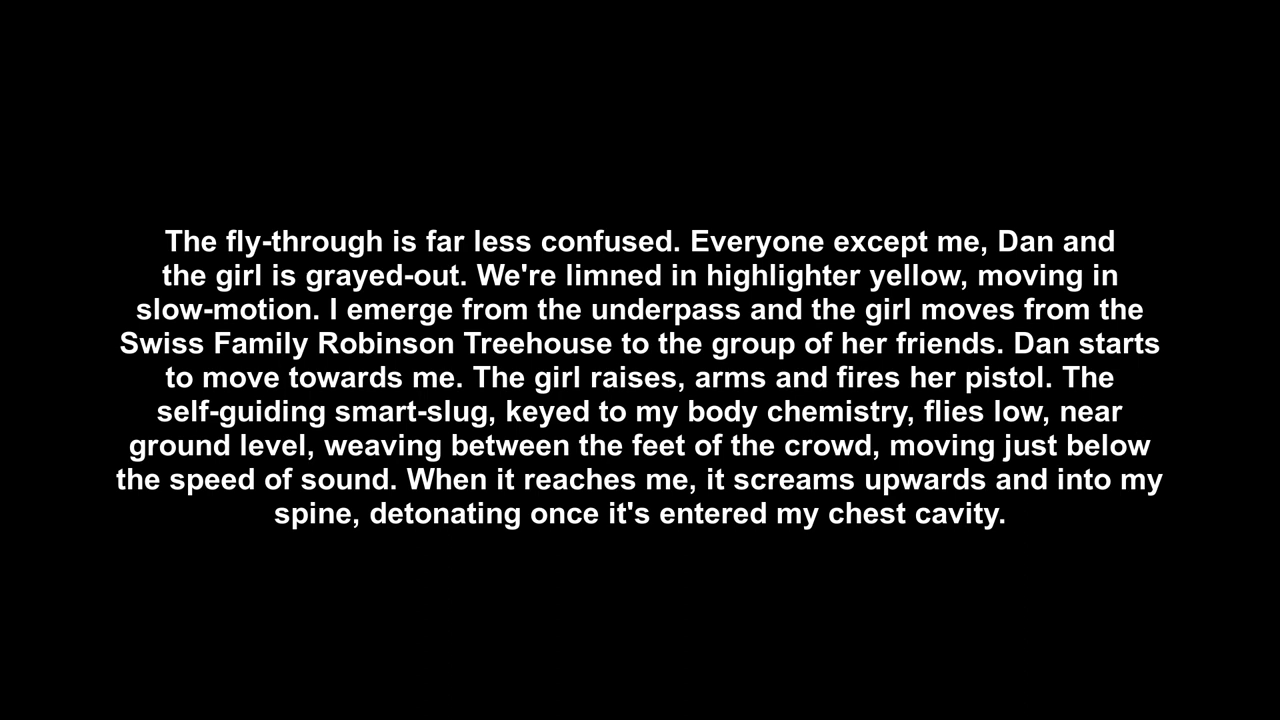 The fly-through is far less confused. Everyone except me, Dan and
the girl is grayed-out. We're limned in highlighter yellow, moving in
slow-motion. I emerge from the underpass and the girl moves from the
Swiss Family Robinson Treehouse to the group of her friends. Dan starts
to move towards me. The girl raises, arms and fires her pistol. The
self-guiding smart-slug, keyed to my body chemistry, flies low, near
ground level, weaving between the feet of the crowd, moving just below
the speed of sound. When it reaches me, it screams upwards and into my
spine, detonating once it's entered my chest cavity.